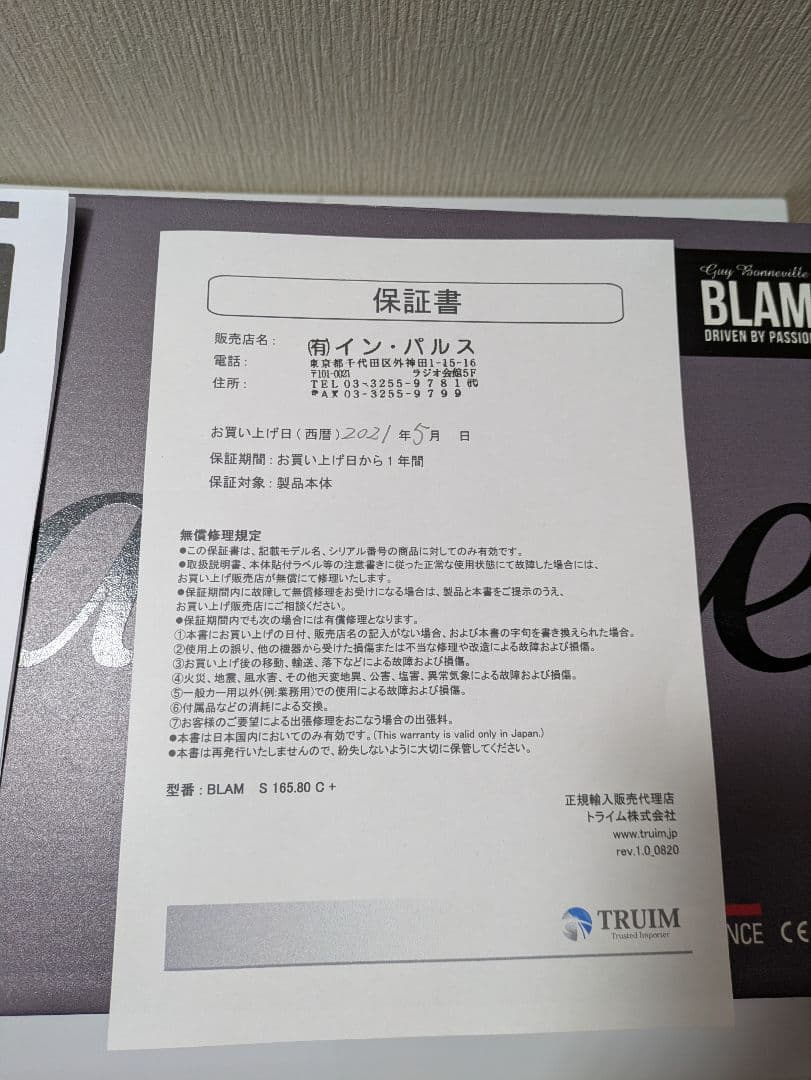 保証書
販売店名：
(有)イン・パルス
東京都千代田区外神田1-15-16
電話：
〒101-0021 ラジオ会館5F
住所：
TEL 03-3255-9781代
FAX 03-3255-9799
お買い上げ日(西暦)2021年5月 日
保証期間：お買い上げ日から1年間
保証対象：製品本体
無償修理規定
●この保証書は、記載モデル名、シリアル番号の商品に対してのみ有効です。
●取扱説明書、本体貼付ラベル等の注意書きに従った正常な使用状態にて故障した場合には、
お買い上げ販売店が無償にて修理いたします。
●保証期間内に故障して無償修理をお受けになる場合は、製品と本書をご提示のうえ、
お買い上げ販売店にご相談ください。
●保証期間内でも次の場合には有償修理となります。
①本書にお買い上げの日付、販売店名の記入がない場合、および本書の字句を書き換えられた場合。
②使用上の誤り、他の機器から受けた損傷または不当な修理や改造による故障および損傷。
③お買い上げ後の移動、輸送、落下などによる故障および損傷。
④火災、地震、風水害、その他天変地異、公害、塩害、異常気象による故障および損傷。
⑤一般カー用以外(例:業務用)での使用による故障および損傷。
⑥付属品などの消耗による交換。
⑦お客様のご要望による出張修理をおこなう場合の出張料。
●本書は日本国内においてのみ有効です。(This warranty is valid only in Japan.)
●本書は再発行いたしませんので、紛失しないように大切に保管してください。
型番：BLAM S 165.80 C +
正規輸入販売代理店
トライム株式会社
www.truim.jp
rev.1.0_0820
TRUIM
Trusted Importer
Guy Bonneville
BLAM
DRIVEN BY PASSIO
e
NCE CE